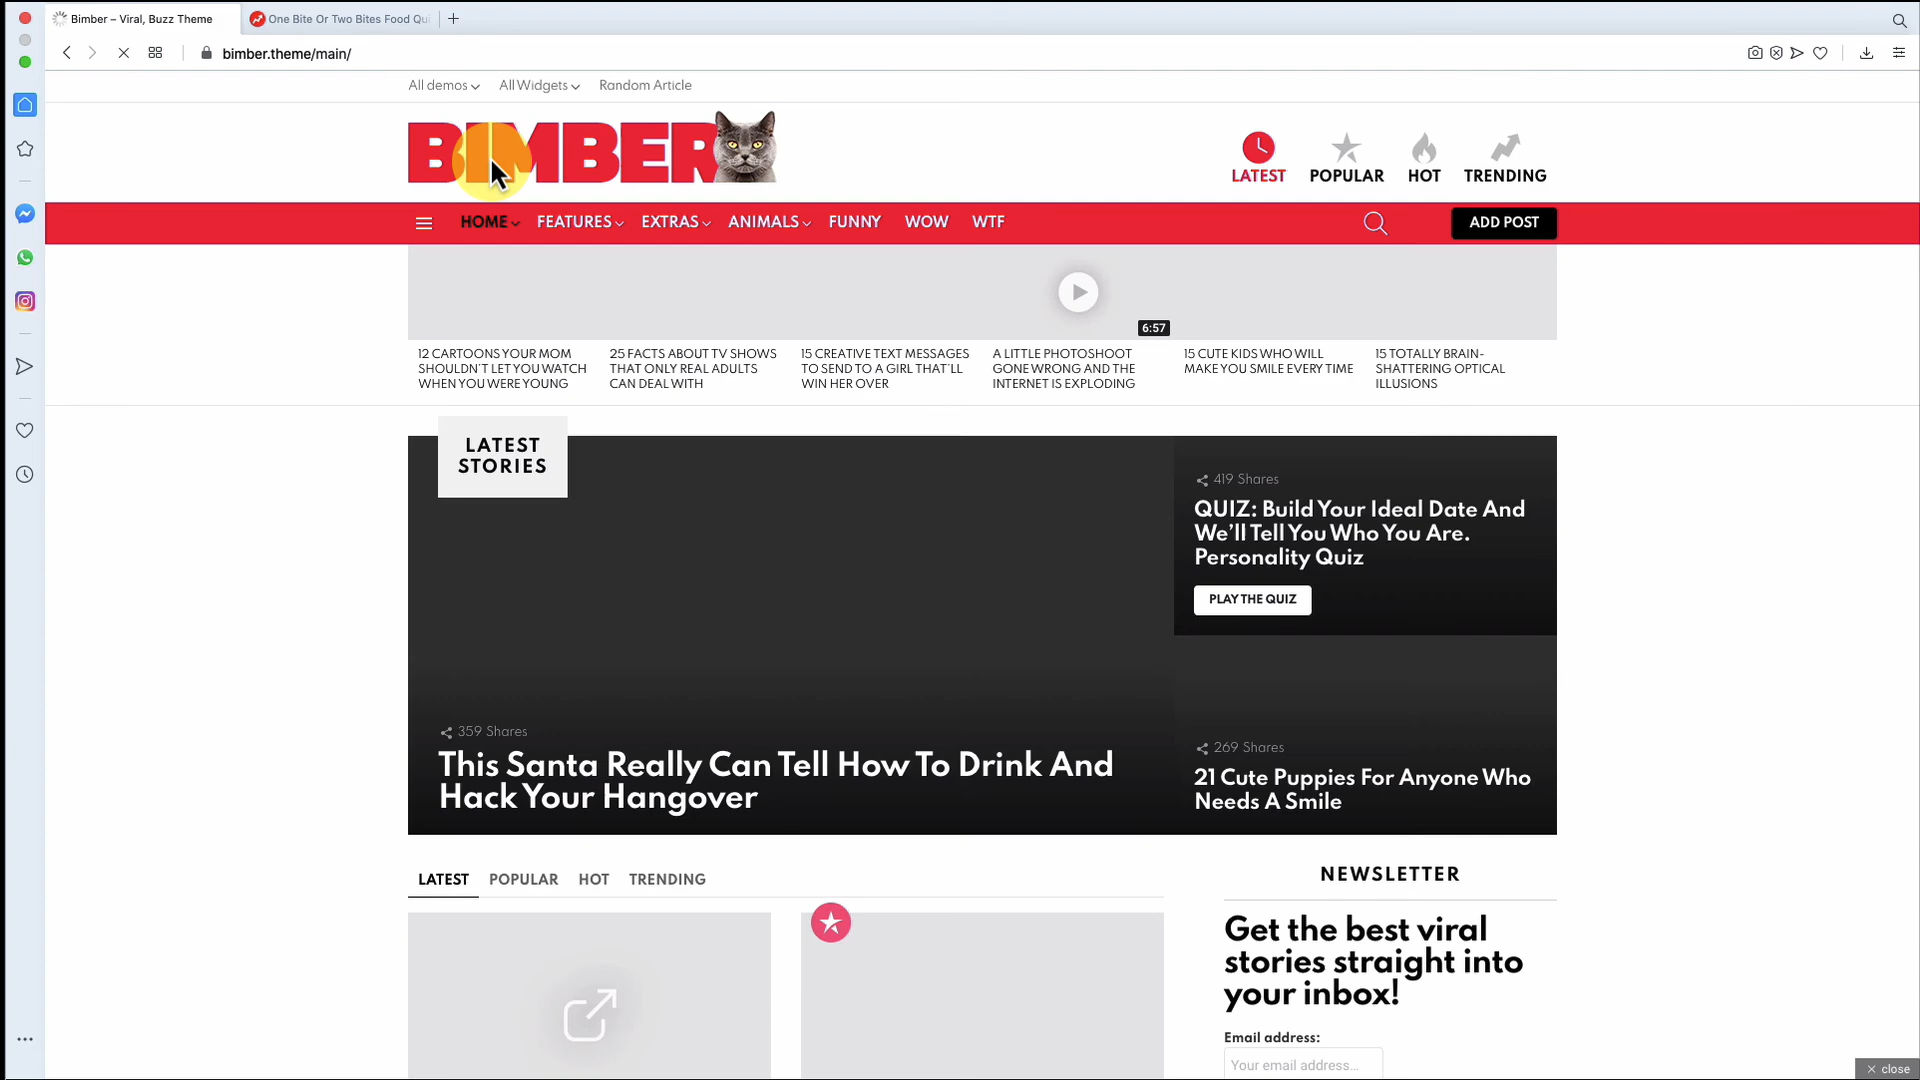 Bimber – Viral, Buzz Theme
One Bite Or Two Bites Food Qui
bimber.theme/main/
All demos
All Widgets
Random Article
BIMBER
LATEST
POPULAR
HOT
TRENDING
HOME
FEATURES
EXTRAS
ANIMALS
FUNNY
WOW
WTF
ADD POST
6:57
12 CARTOONS YOUR MOM
SHOULDN'T LET YOU WATCH
WHEN YOU WERE YOUNG
25 FACTS ABOUT TV SHOWS
THAT ONLY REAL ADULTS
CAN DEAL WITH
15 CREATIVE TEXT MESSAGES
TO SEND TO A GIRL THAT'LL
WIN HER OVER
A LITTLE PHOTOSHOOT
GONE WRONG AND THE
INTERNET IS EXPLODING
15 CUTE KIDS WHO WILL
MAKE YOU SMILE EVERY TIME
15 TOTALLY BRAIN-
SHATTERING OPTICAL
ILLUSIONS
LATEST
STORIES
359 Shares
This Santa Really Can Tell How To Drink And
Hack Your Hangover
419 Shares
QUIZ: Build Your Ideal Date And
We'll Tell You Who You Are.
Personality Quiz
PLAY THE QUIZ
269 Shares
21 Cute Puppies For Anyone Who
Needs A Smile
LATEST
POPULAR
HOT
TRENDING
NEWSLETTER
Get the best viral
stories straight into
your inbox!
Email address:
Your email address...
close